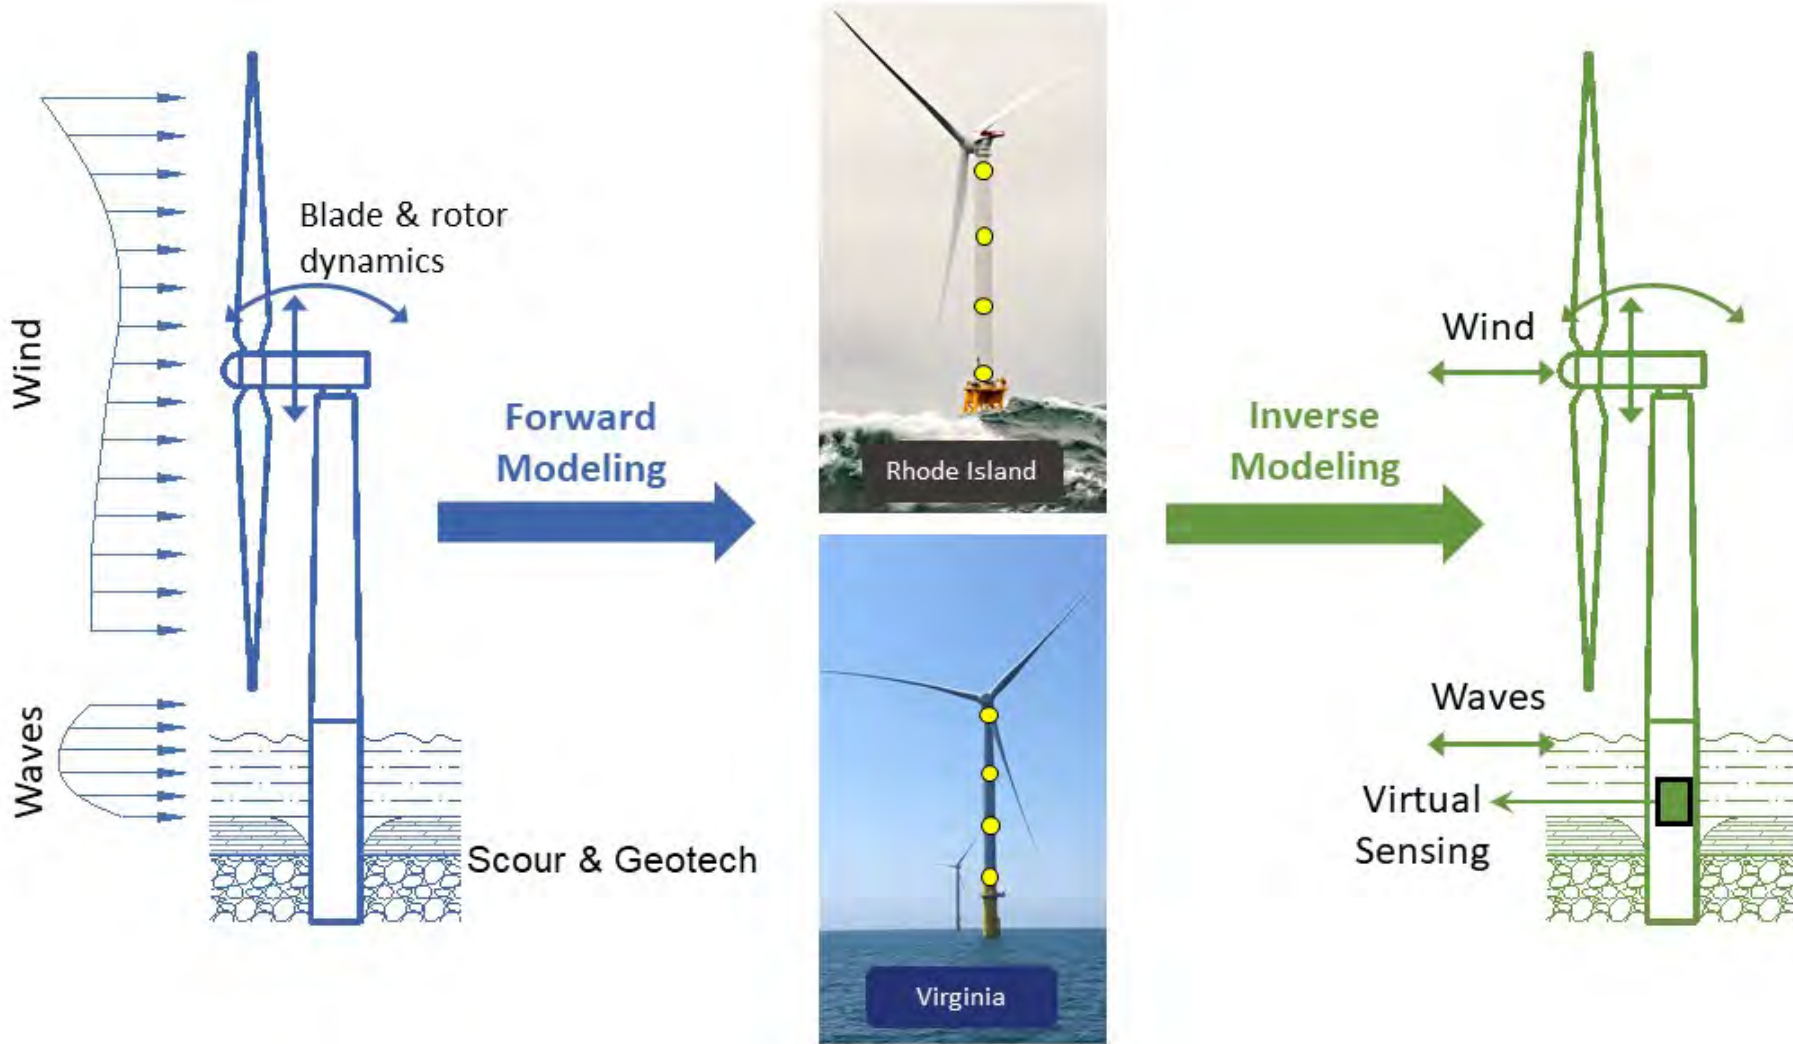 Wind
Waves
Blade & rotor
dynamics
Scour & Geotech
Forward
Modeling
Rhode Island
Virginia
Inverse
Modeling
Wind
Waves
Virtual
Sensing